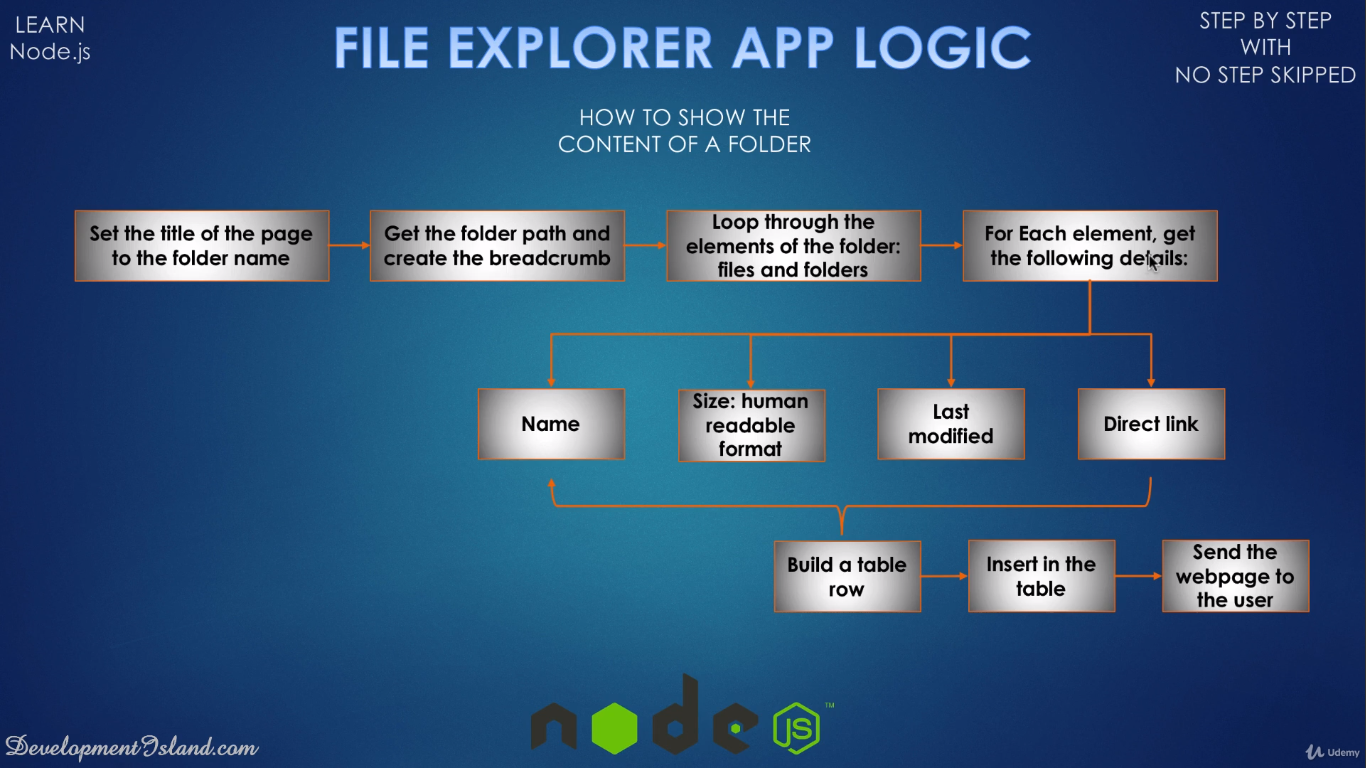 LEARN
Node.js
FILE EXPLORER APP LOGIC
STEP BY STEP
WITH
NO STEP SKIPPED
HOW TO SHOW THE
CONTENT OF A FOLDER
Set the title of the page
to the folder name
Get the folder path and
create the breadcrumb
Loop through the
elements of the folder:
files and folders
For Each element, get
the following details:
Name
Size: human
readable
format
Last
modified
Direct link
Build a table
row
Insert in the
table
Send the
webpage to
the user
node
JS
TM
DevelopmentIsland.com
Udemy